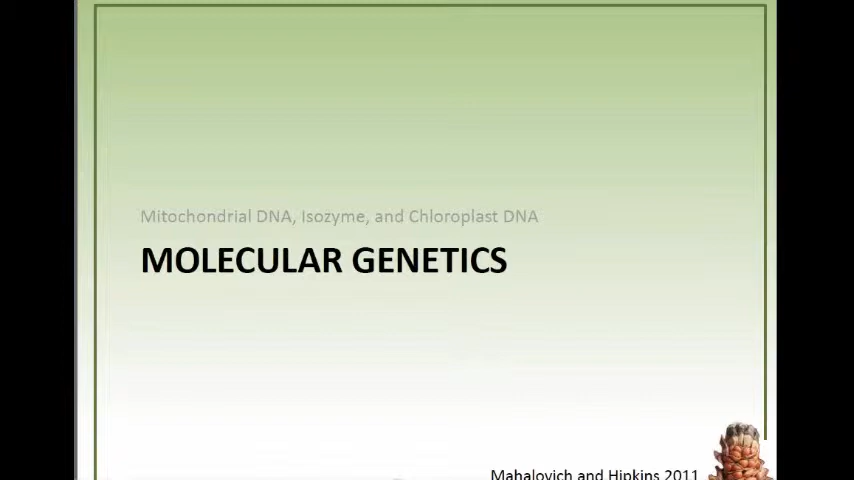 Mitochondrial DNA, Isozyme, and Chloroplast DNA
MOLECULAR GENETICS
Mahalovich and Hipkins 2011